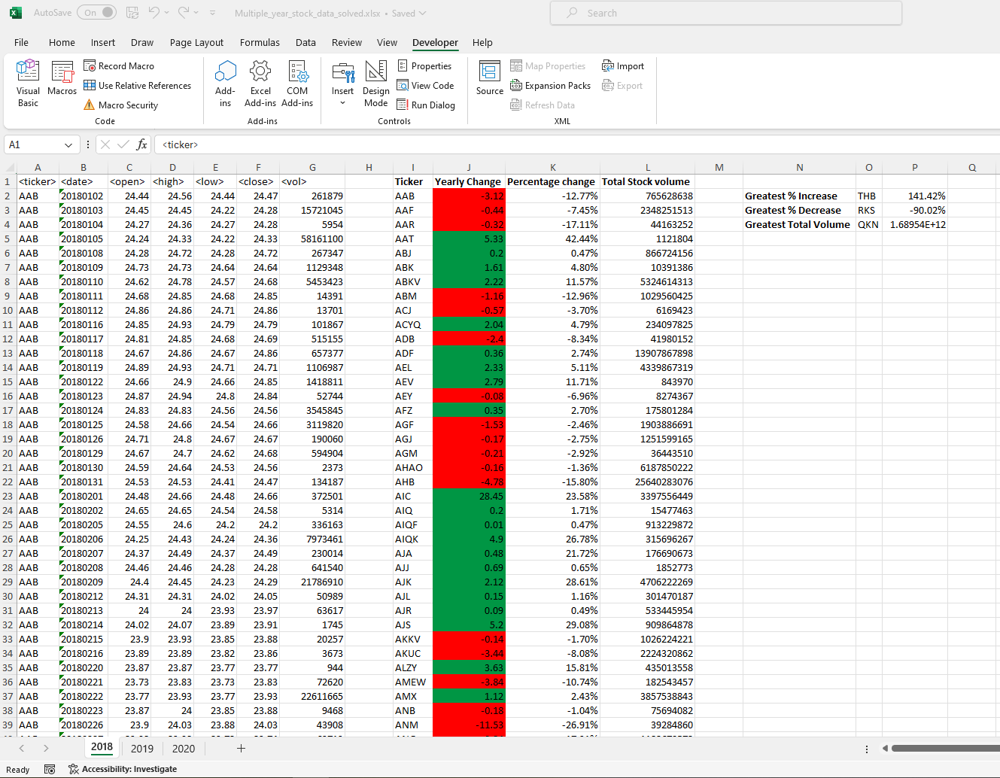 AutoSave On Multiple_year_stock_data_solved.xlsx • Saved Search
File Home Insert Draw Page Layout Formulas Data Review View Developer Help
Visual Basic
Macros
Record Macro
Use Relative References
Macro Security
Code
Add-ins
Excel Add-ins
COM Add-ins
Add-ins
Insert
Design Mode
Properties
View Code
Run Dialog
Controls
Source
Map Properties
Expansion Packs
Refresh Data
Import
Export
XML
A1 fx <ticker>
A B C D E F G H I J K L M N O P Q
1 <ticker> <date> <open> <high> <low> <close> <vol> Ticker Yearly Change Percentage change Total Stock volume
2 AAB 20180102 24.44 24.56 24.44 24.47 261879 AAB -3.12 -12.77% 765628638 Greatest % Increase THB 141.42%
3 AAB 20180103 24.45 24.45 24.22 24.28 15721045 AAF -0.44 -7.45% 2348251513 Greatest % Decrease RKS -90.02%
4 AAB 20180104 24.27 24.36 24.27 24.28 5954 AAR -0.32 -17.11% 44163252 Greatest Total Volume QKN 1.68954E+12
5 AAB 20180105 24.24 24.33 24.22 24.33 58161100 AAT 5.33 42.44% 1121804
6 AAB 20180108 24.28 24.72 24.28 24.72 267347 ABJ 0.2 0.47% 866724156
7 AAB 20180109 24.73 24.73 24.64 24.64 1129348 ABK 1.61 4.80% 10391386
8 AAB 20180110 24.62 24.78 24.57 24.68 5453423 ABKV 2.22 11.57% 5324614313
9 AAB 20180111 24.68 24.85 24.68 24.85 14391 ABM -1.16 -12.96% 1029560425
10 AAB 20180112 24.86 24.86 24.71 24.86 13701 ACJ -0.57 -3.70% 6169423
11 AAB 20180116 24.85 24.93 24.79 24.79 101867 ACYQ 2.04 4.79% 234097825
12 AAB 20180117 24.81 24.85 24.68 24.69 515155 ADB -2.4 -8.34% 41980152
13 AAB 20180118 24.67 24.86 24.67 24.86 657377 ADF 0.36 2.74% 13907867898
14 AAB 20180119 24.89 24.93 24.71 24.71 1106987 AEL 2.33 5.11% 4339867319
15 AAB 20180122 24.66 24.9 24.66 24.85 1418811 AEV 2.79 11.71% 843970
16 AAB 20180123 24.87 24.94 24.8 24.84 52744 AEY -0.08 -6.96% 8274367
17 AAB 20180124 24.83 24.83 24.56 24.56 3545845 AFZ 0.35 2.70% 175801284
18 AAB 20180125 24.58 24.66 24.54 24.66 3119820 AGF -1.53 -2.46% 1903886691
19 AAB 20180126 24.71 24.8 24.67 24.67 190060 AGJ -0.17 -2.75% 1251599165
20 AAB 20180129 24.67 24.7 24.62 24.68 594904 AGM -0.21 -2.92% 36443510
21 AAB 20180130 24.59 24.64 24.53 24.56 2373 AHAO -0.16 -1.36% 6187850222
22 AAB 20180131 24.53 24.53 24.41 24.47 134187 AHB -4.78 -15.80% 25640283076
23 AAB 20180201 24.48 24.66 24.48 24.66 372501 AIC 28.45 23.58% 3397556449
24 AAB 20180202 24.65 24.65 24.54 24.58 5314 AIQ 0.2 1.71% 15477463
25 AAB 20180205 24.55 24.6 24.2 24.2 336163 AIQF 0.01 0.47% 913229872
26 AAB 20180206 24.25 24.43 24.24 24.36 7973461 AIQK 4.9 26.78% 315696267
27 AAB 20180207 24.37 24.49 24.37 24.49 230014 AJA 0.48 21.72% 176690673
28 AAB 20180208 24.46 24.46 24.28 24.28 641540 AJJ 0.69 0.65% 1852773
29 AAB 20180209 24.4 24.45 24.23 24.29 21786910 AJK 2.12 28.61% 4706222269
30 AAB 20180212 24.31 24.31 24.02 24.05 50989 AJL 0.15 1.16% 301470187
31 AAB 20180213 24 24 23.93 23.97 63617 AJR 0.09 0.49% 533445954
32 AAB 20180214 24.02 24.07 23.89 23.91 1745 AJS 5.2 29.08% 909864878
33 AAB 20180215 23.9 23.93 23.85 23.88 20257 AKKV -0.14 -1.70% 1026224221
34 AAB 20180216 23.89 23.89 23.82 23.86 3673 AKUC -3.44 -8.08% 2224320862
35 AAB 20180220 23.87 23.87 23.77 23.77 944 ALZY 3.63 15.81% 435013558
36 AAB 20180221 23.73 23.83 23.73 23.83 72620 AMEW -3.84 -10.74% 182543457
37 AAB 20180222 23.77 23.93 23.77 23.93 22611665 AMX 1.12 2.43% 3857538843
38 AAB 20180223 23.87 24 23.85 23.88 9468 ANB -0.18 -1.04% 75694082
39 AAB 20180226 23.9 24.03 23.88 24.03 43908 ANM -11.53 -26.91% 39284860
2018 2019 2020 +
Ready Accessibility: Investigate